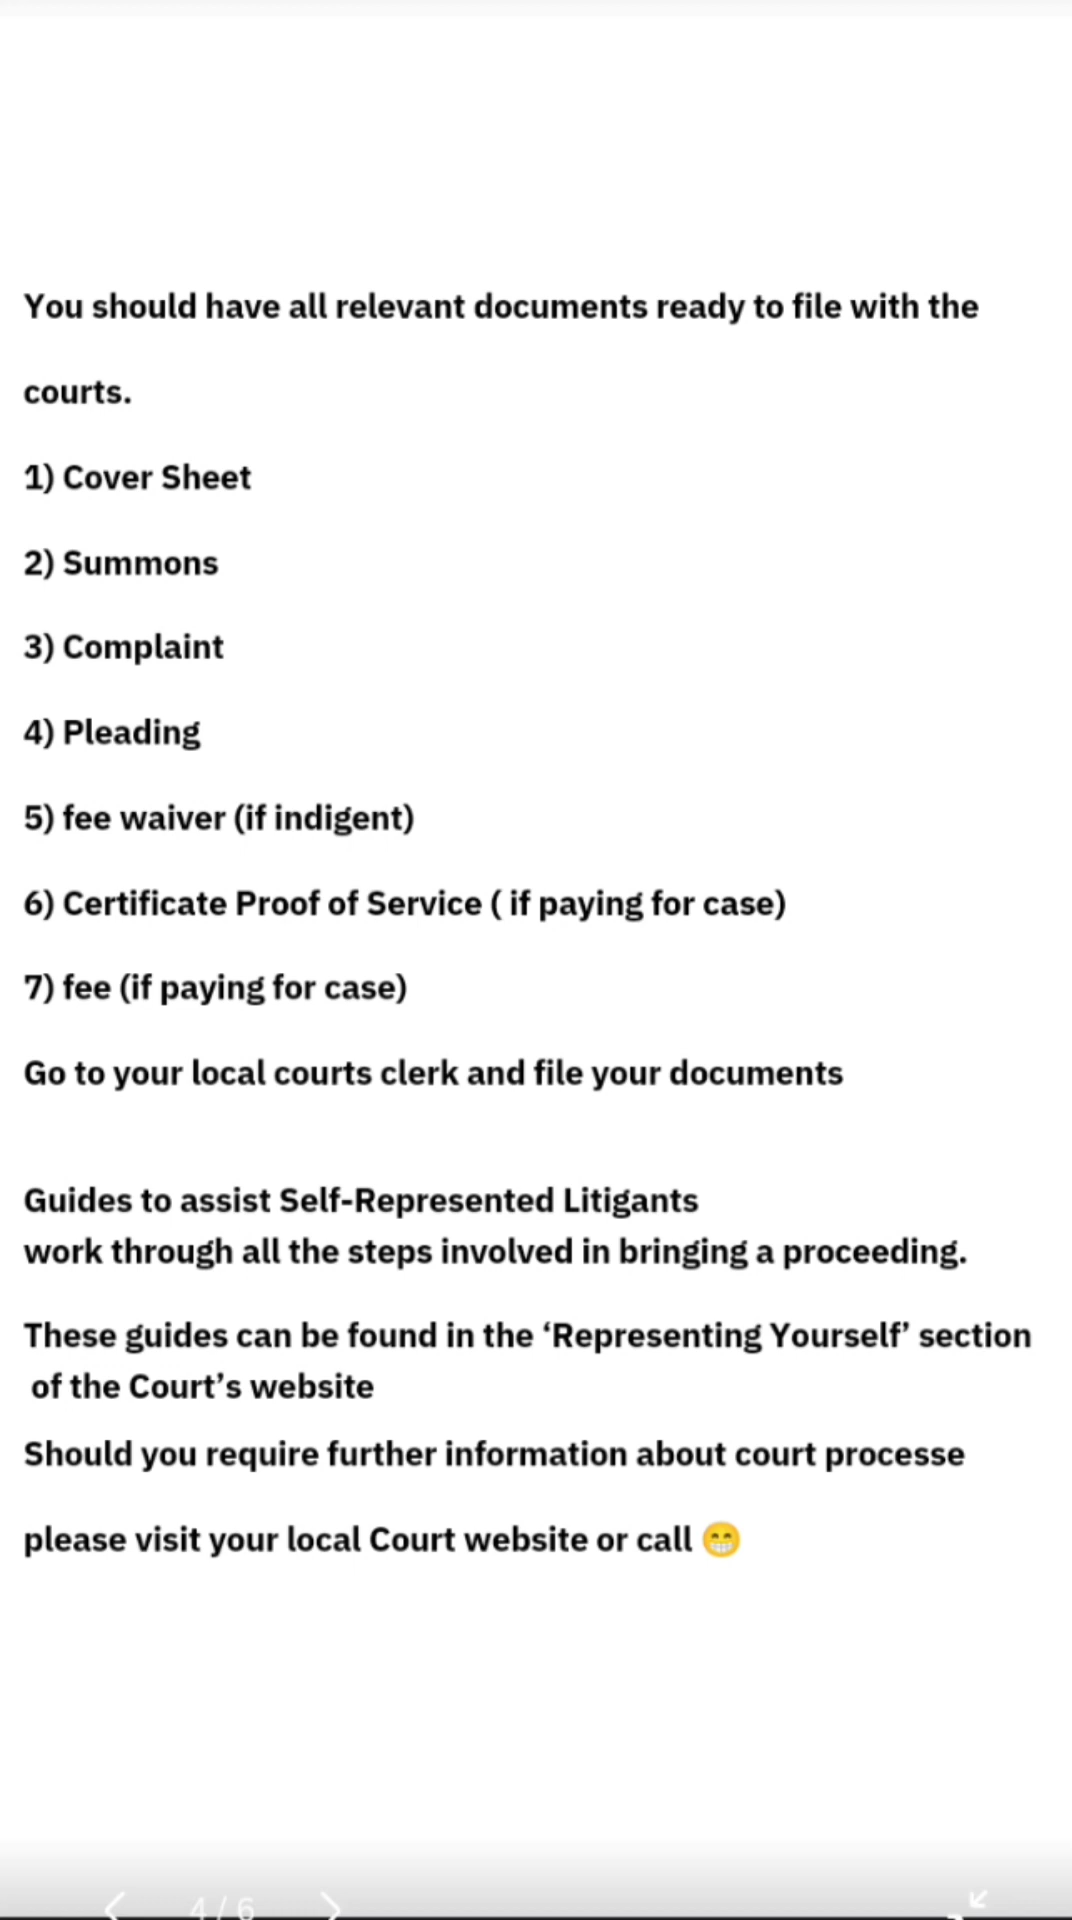 You should have all relevant documents ready to file with the
courts.
1) Cover Sheet
2) Summons
3) Complaint
4) Pleading
5) fee waiver (if indigent)
6) Certificate Proof of Service ( if paying for case)
7) fee (if paying for case)
Go to your local courts clerk and file your documents
Guides to assist Self-Represented Litigants
work through all the steps involved in bringing a proceeding.
These guides can be found in the ‘Representing Yourself’ section
of the Court’s website
Should you require further information about court processe
please visit your local Court website or call 😁
4 / 6